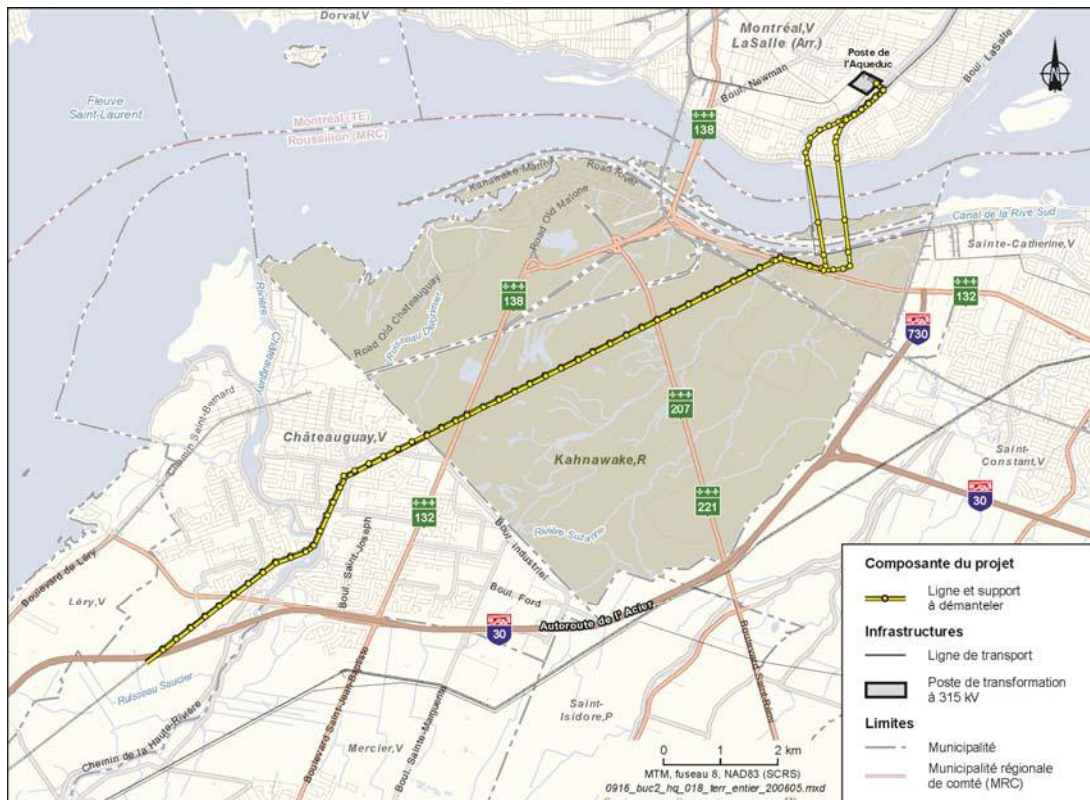 Dorval,V
Montréal,V
LaSalle (Arr.)
Poste de
l'Aqueduc
Boul. LaSalle
Boul. Newman
Fleuve
Saint-Laurent
Montréal (TE)
Roussillon (MRC)
138
Kanawake Marina
Road River
Road Old Malone
Canal de la Rive Sud
Sainte-Catherine,V
132
730
Rivière
Châteauguay
Road Old Chateauguay
138
207
Chemin Saint-Bernard
Châteauguay,V
Kahnawake,R
Saint-
Constant,V
30
132
221
Boul. Saint-Joseph
Boul. Industriel
Rivière Suzanne
Boulevard de Léry
Léry,V
Boul. Ford
Autoroute de l'Acier
30
Ruisseau Saucier
Chemin de la Haute-Rivière
Boulevard Saint-Jean-Baptiste
Boul. Sainte-Marguerite
Mercier,V
Saint-
Isidore,P
Boulevard Saint-Rémi
0 1 2 km
MTM, fuseau 8, NAD83 (SCRS)
0916_buc2_hq_018_terr_entier_200605.mxd
Composante du projet
Ligne et support
à démanteler
Infrastructures
Ligne de transport
Poste de transformation
à 315 kV
Limites
Municipalité
Municipalité régionale
de comté (MRC)